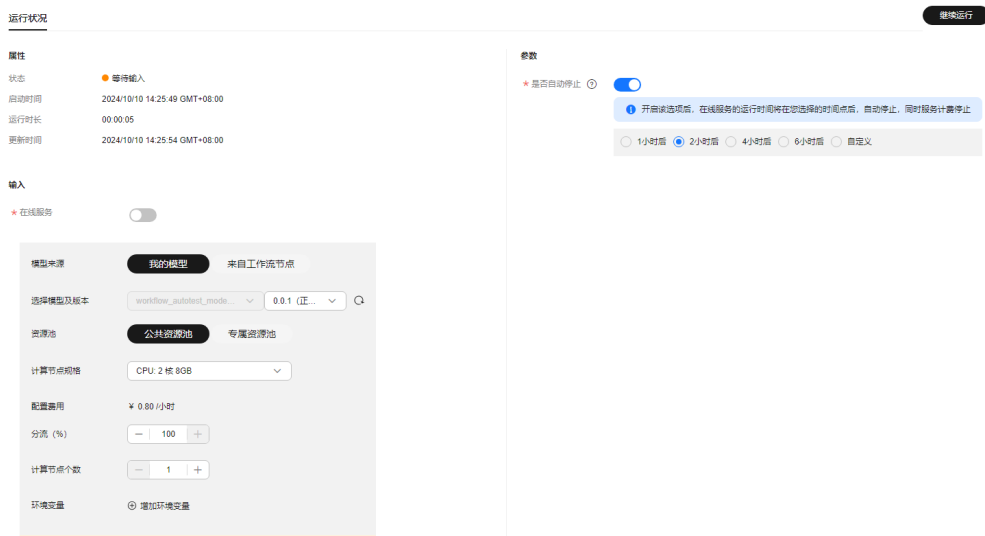 运行状况
继续运行
属性
状态 等待输入
启动时间 2024/10/10 14:25:49 GMT+08:00
运行时长 00:00:05
更新时间 2024/10/10 14:25:54 GMT+08:00
输入
* 在线服务
模型来源 我的模型 来自工作流节点
选择模型及版本 workflow_autotest_mode... 0.0.1 (正...
资源池 公共资源池 专属资源池
计算节点规格 CPU: 2 核 8GB
配置费用 ¥ 0.80 /小时
分流（%） 100
计算节点个数 1
环境变量 增加环境变量
参数
* 是否自动停止
开启该选项后，在线服务的运行时间将在您选择的时间点后，自动停止，同时服务计费停止
1小时后 2小时后 4小时后 6小时后 自定义